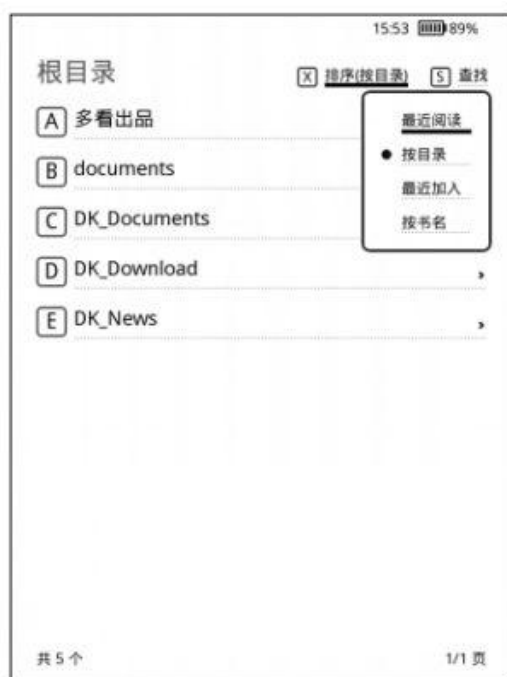 15:53 89%
根目录 X 排序(按目录) S 查找
A 多看出品
最近阅读
按目录
最近加入
按书名
B documents
C DK_Documents
D DK_Download
E DK_News
共 5 个 1/1 页